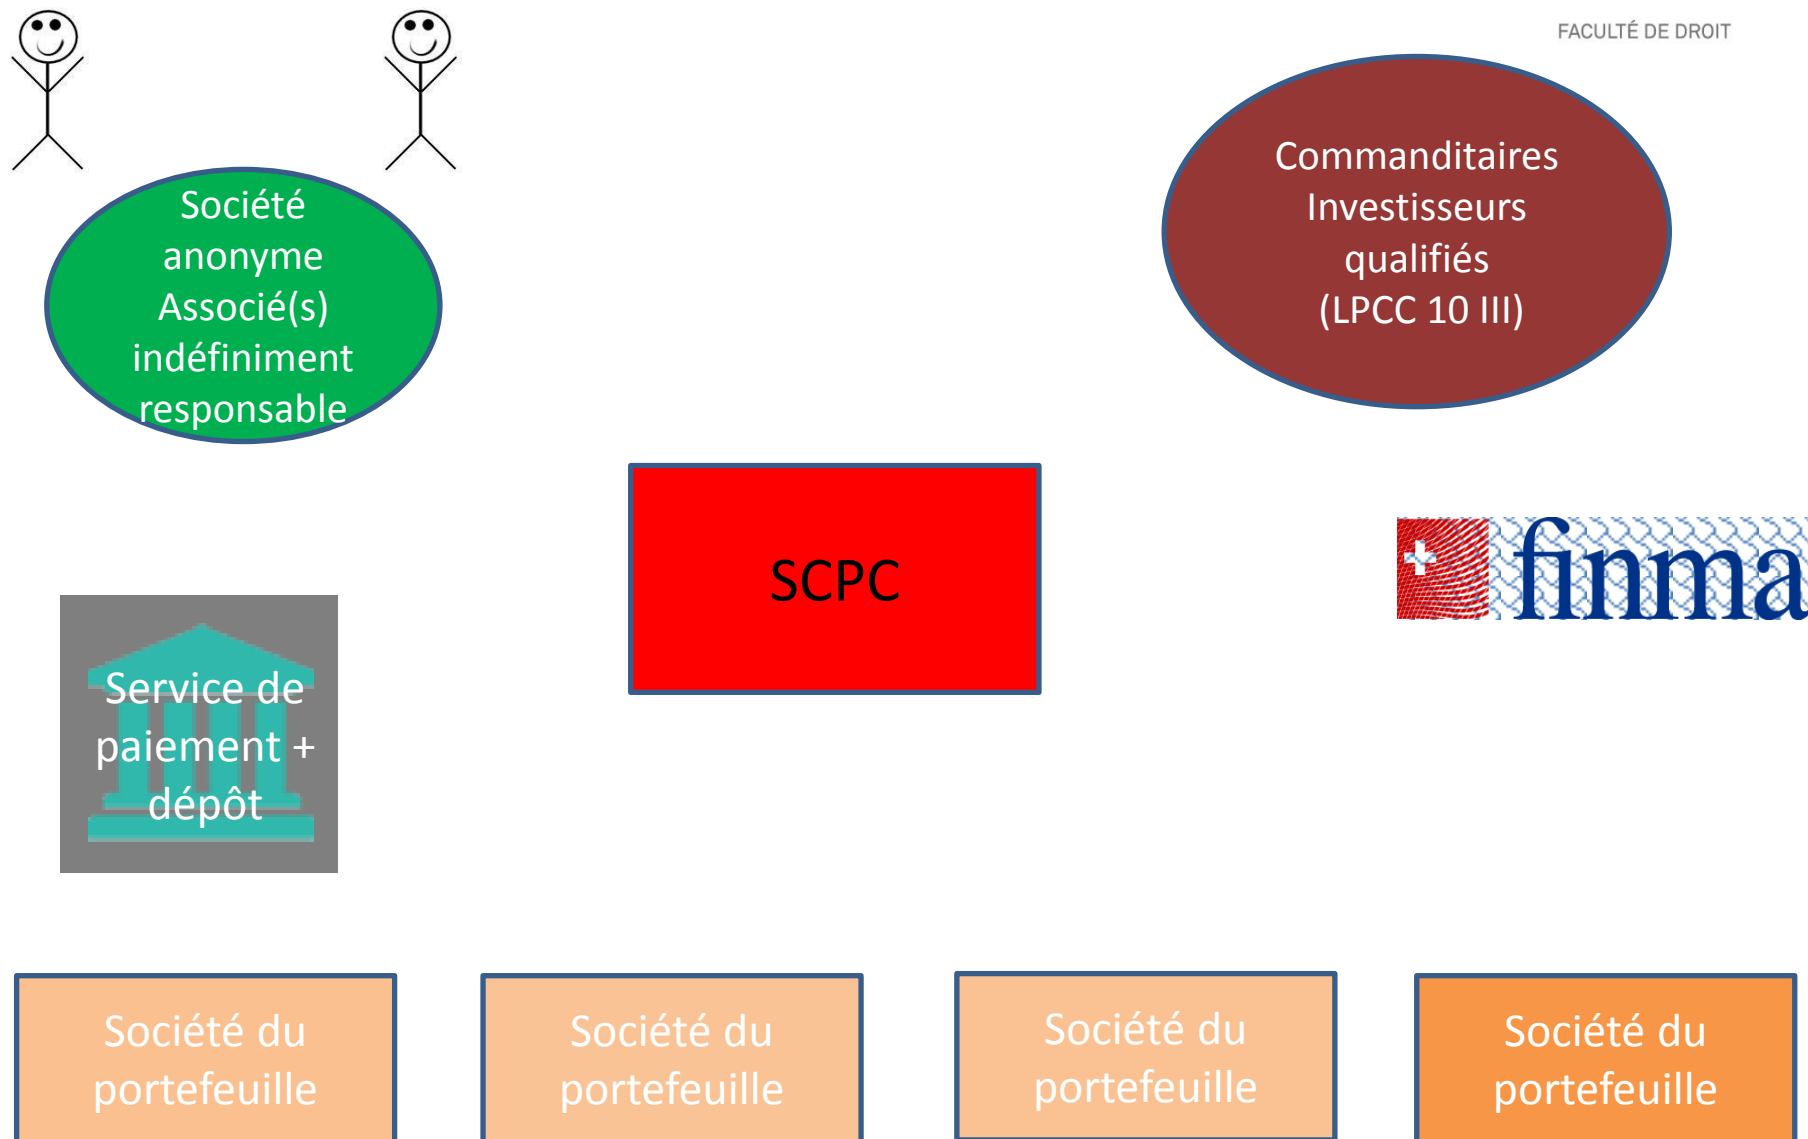 FACULTÉ DE DROIT
Société
anonyme
Associé(s)
indéfiniment
responsable
Commanditaires
Investisseurs
qualifiés
(LPCC 10 III)
SCPC
finma
Service de
paiement +
dépôt
Société du
portefeuille
Société du
portefeuille
Société du
portefeuille
Société du
portefeuille